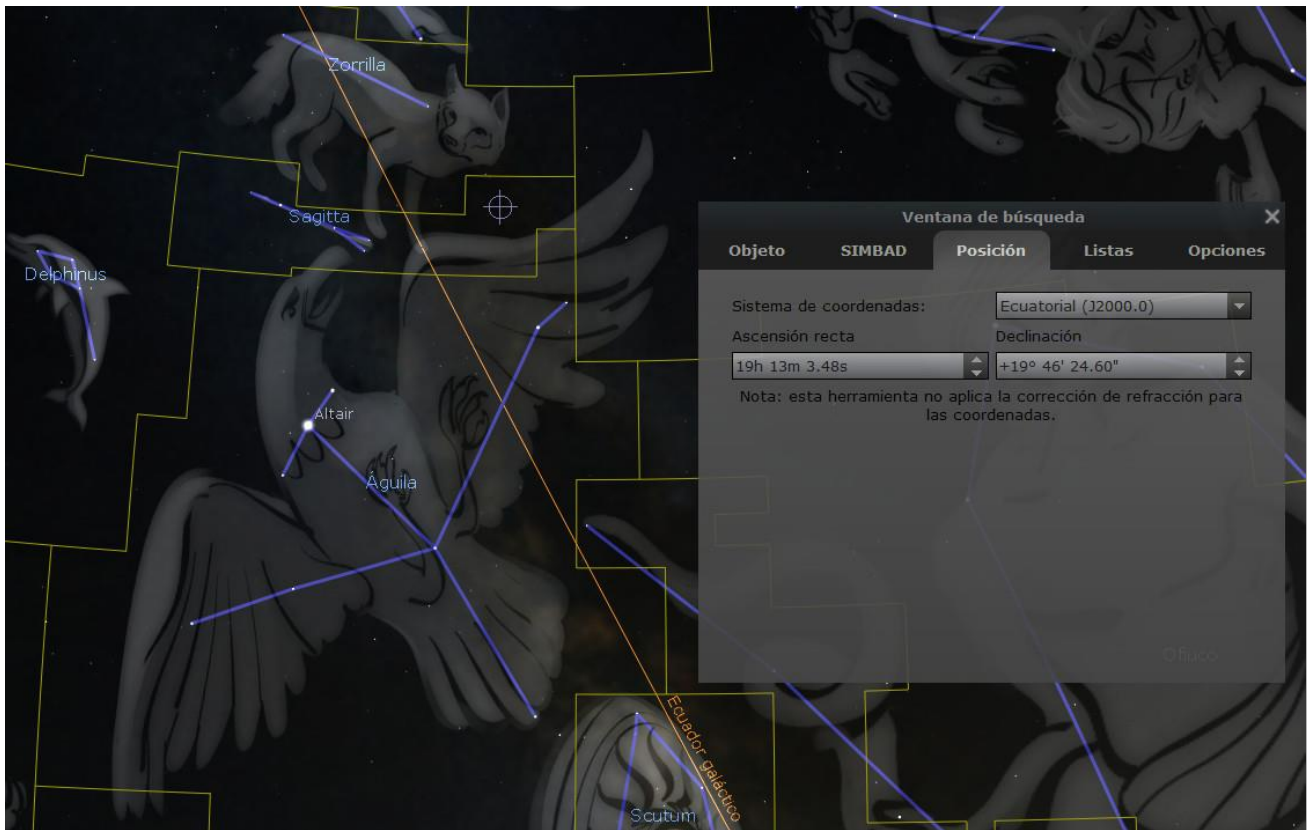 Zorrilla
Sagitta
Delphinus
Altair
Águila
Ecuador galáctico
Scutum
Ventana de búsqueda
Objeto SIMBAD Posición Listas Opciones
Sistema de coordenadas: Ecuatorial (J2000.0)
Ascensión recta Declinación
19h 13m 3.48s +19° 46' 24.60"
Nota: esta herramienta no aplica la corrección de refracción para
las coordenadas.
Ofiuco